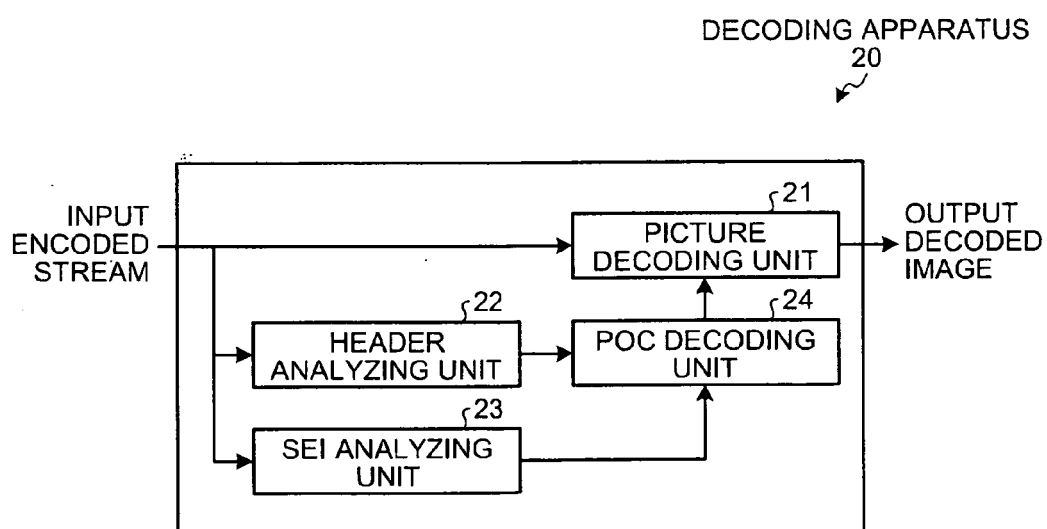 DECODING APPARATUS
20
INPUT
ENCODED
STREAM
21
PICTURE
DECODING UNIT
OUTPUT
DECODED
IMAGE
22
HEADER
ANALYZING UNIT
24
POC DECODING
UNIT
23
SEI ANALYZING
UNIT